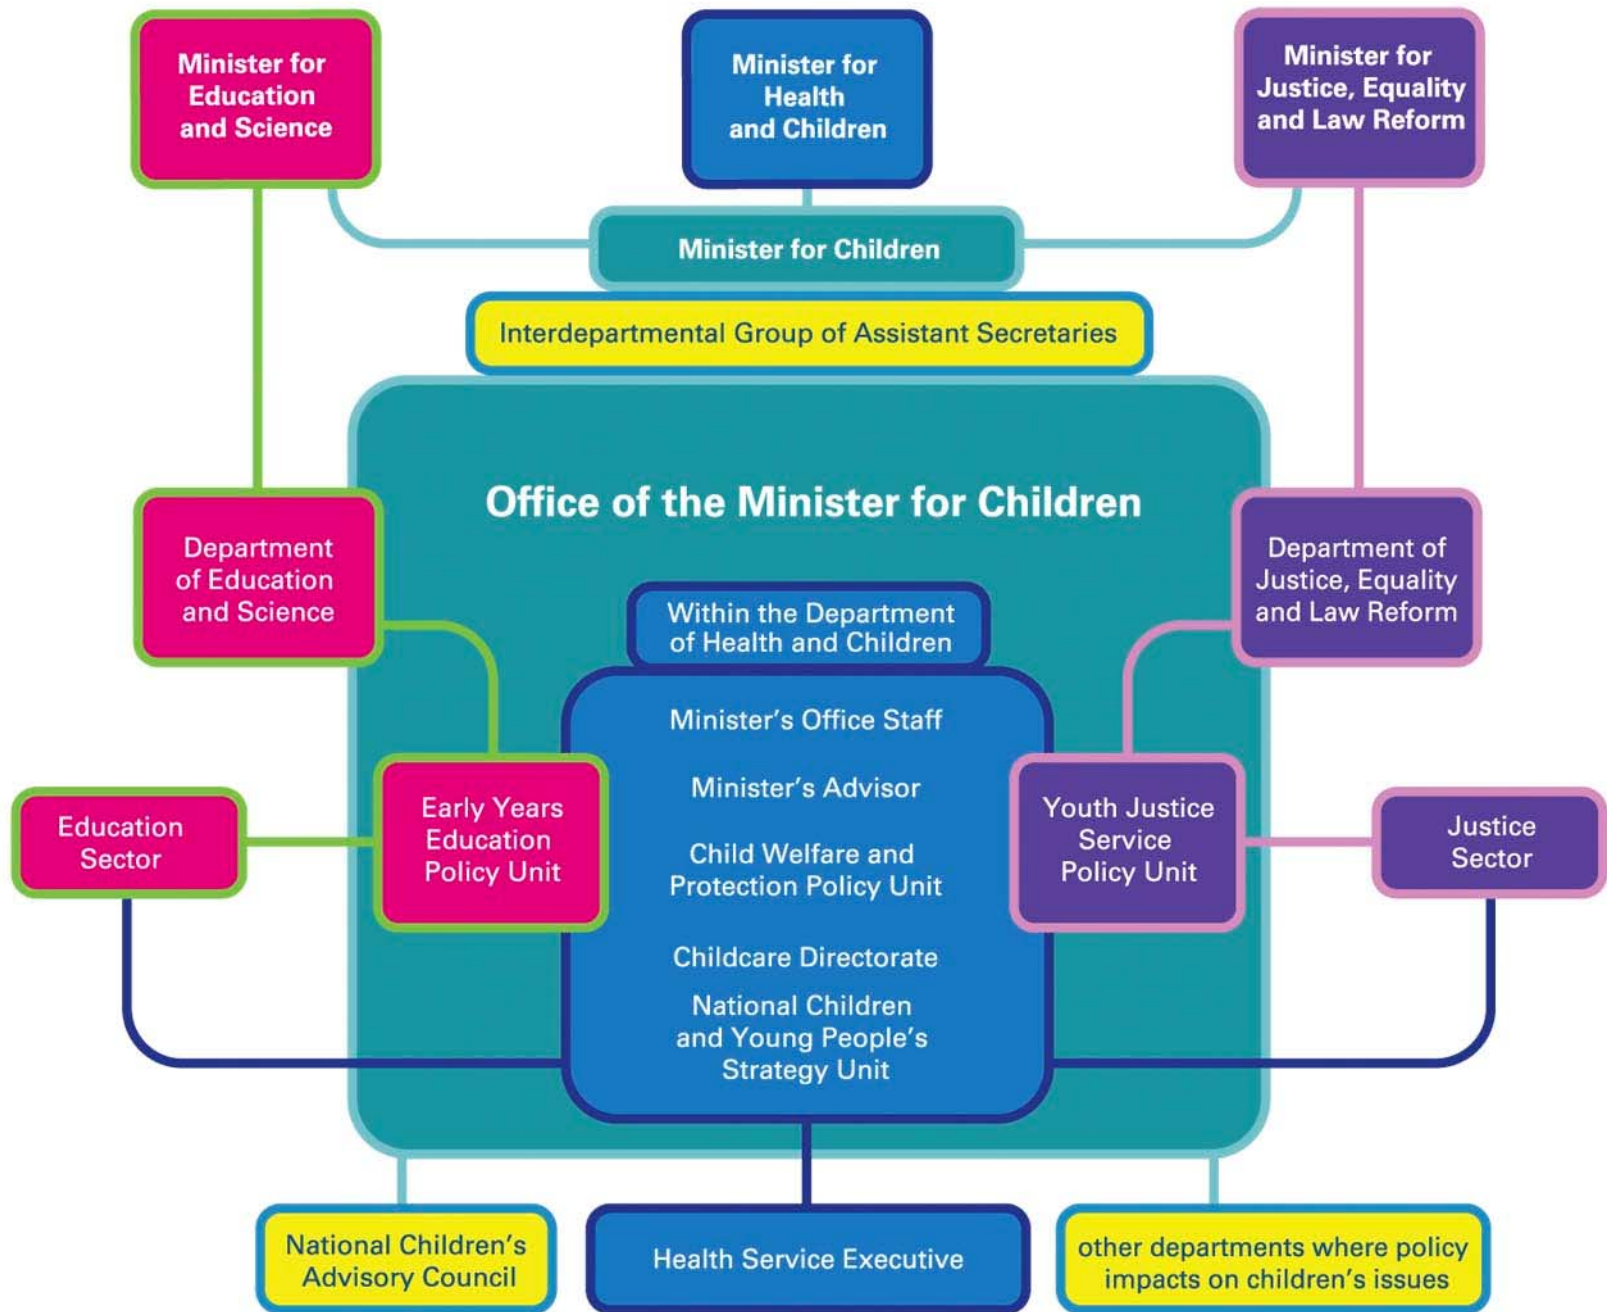 Minister for
Education
and Science
Minister for
Health
and Children
Minister for
Justice, Equality
and Law Reform
Minister for Children
Interdepartmental Group of Assistant Secretaries
Office of the Minister for Children
Department
of Education
and Science
Department of
Justice, Equality
and Law Reform
Within the Department
of Health and Children
Minister’s Office Staff
Minister’s Advisor
Child Welfare and
Protection Policy Unit
Childcare Directorate
National Children
and Young People’s
Strategy Unit
Education
Sector
Early Years
Education
Policy Unit
Youth Justice
Service
Policy Unit
Justice
Sector
National Children’s
Advisory Council
Health Service Executive
other departments where policy
impacts on children’s issues